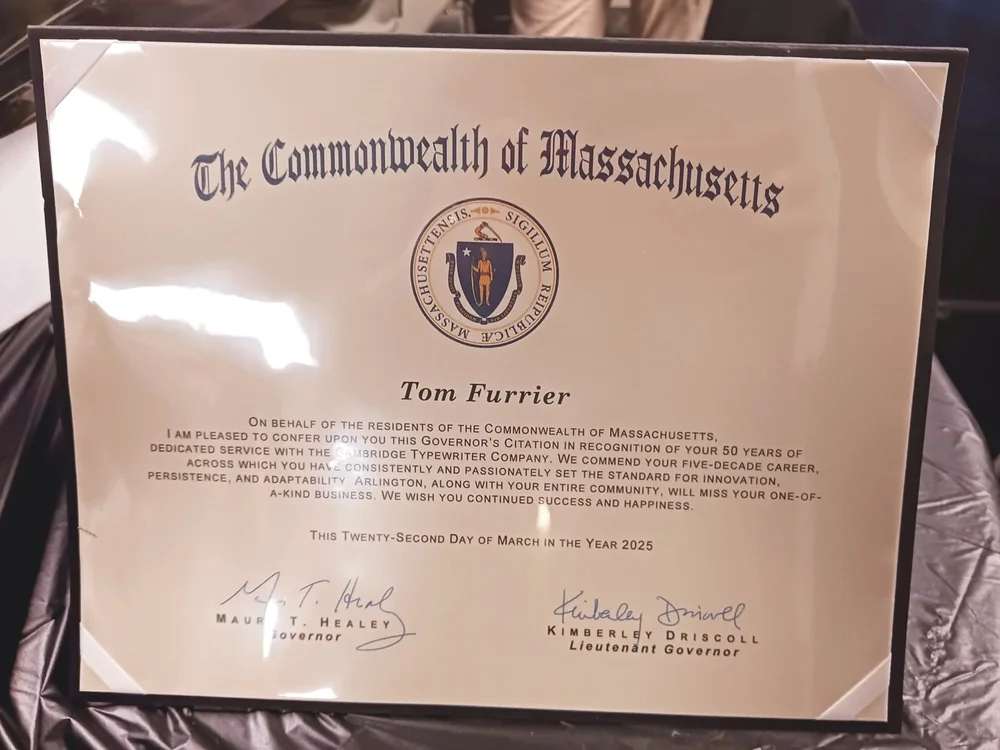 The Commonwealth of Massachusetts
SIGILLUM REIPUBLICÆ MASSACHUSETTENSIS.
Tom Furrier
ON BEHALF OF THE RESIDENTS OF THE COMMONWEALTH OF MASSACHUSETTS,
I AM PLEASED TO CONFER UPON YOU THIS GOVERNOR'S CITATION IN RECOGNITION OF YOUR 50 YEARS OF
DEDICATED SERVICE WITH THE CAMBRIDGE TYPEWRITER COMPANY. WE COMMEND YOUR FIVE-DECADE CAREER,
ACROSS WHICH YOU HAVE CONSISTENTLY AND PASSIONATELY SET THE STANDARD FOR INNOVATION,
PERSISTENCE, AND ADAPTABILITY. ARLINGTON, ALONG WITH YOUR ENTIRE COMMUNITY, WILL MISS YOUR ONE-OF-
A-KIND BUSINESS. WE WISH YOU CONTINUED SUCCESS AND HAPPINESS.
THIS TWENTY-SECOND DAY OF MARCH IN THE YEAR 2025
Maura T. Healey
MAURA T. HEALEY
Governor
Kimberley Driscoll
KIMBERLEY DRISCOLL
Lieutenant Governor